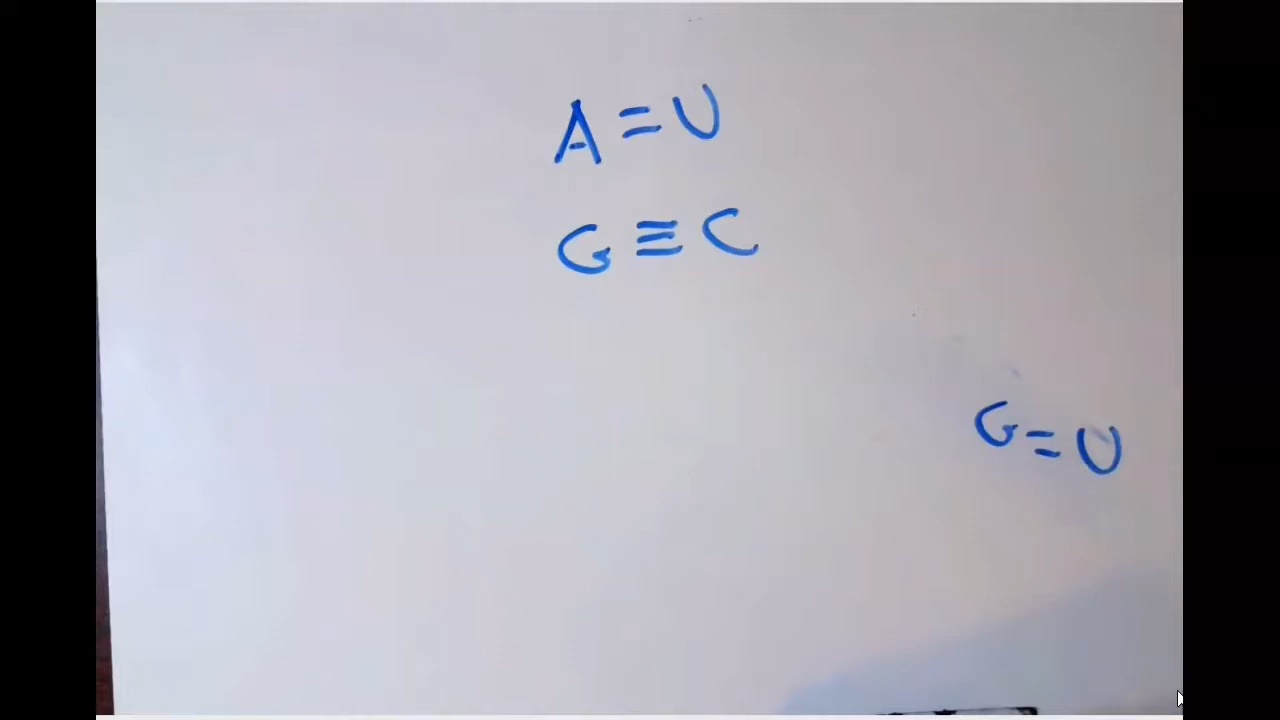 A = U
G ≡ C
G = U